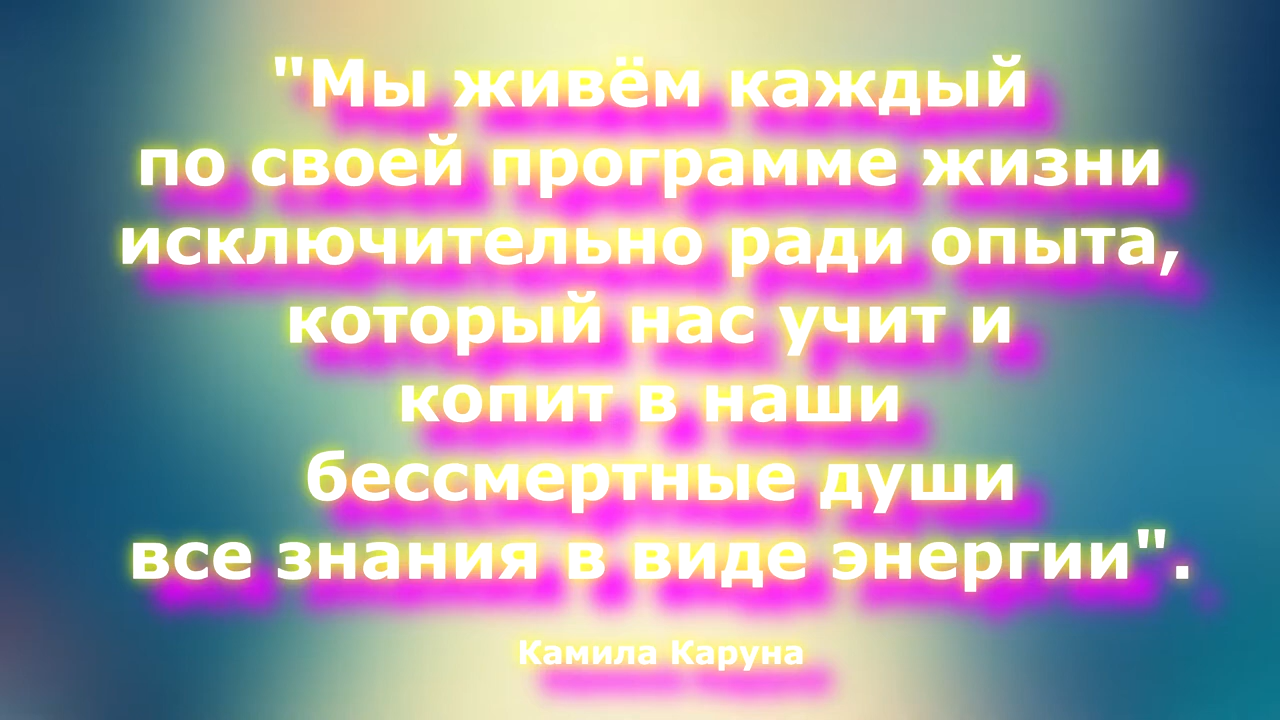 "Мы живём каждый
по своей программе жизни
исключительно ради опыта,
который нас учит и
копит в наши
бессмертные души
все знания в виде энергии".
Камила Каруна